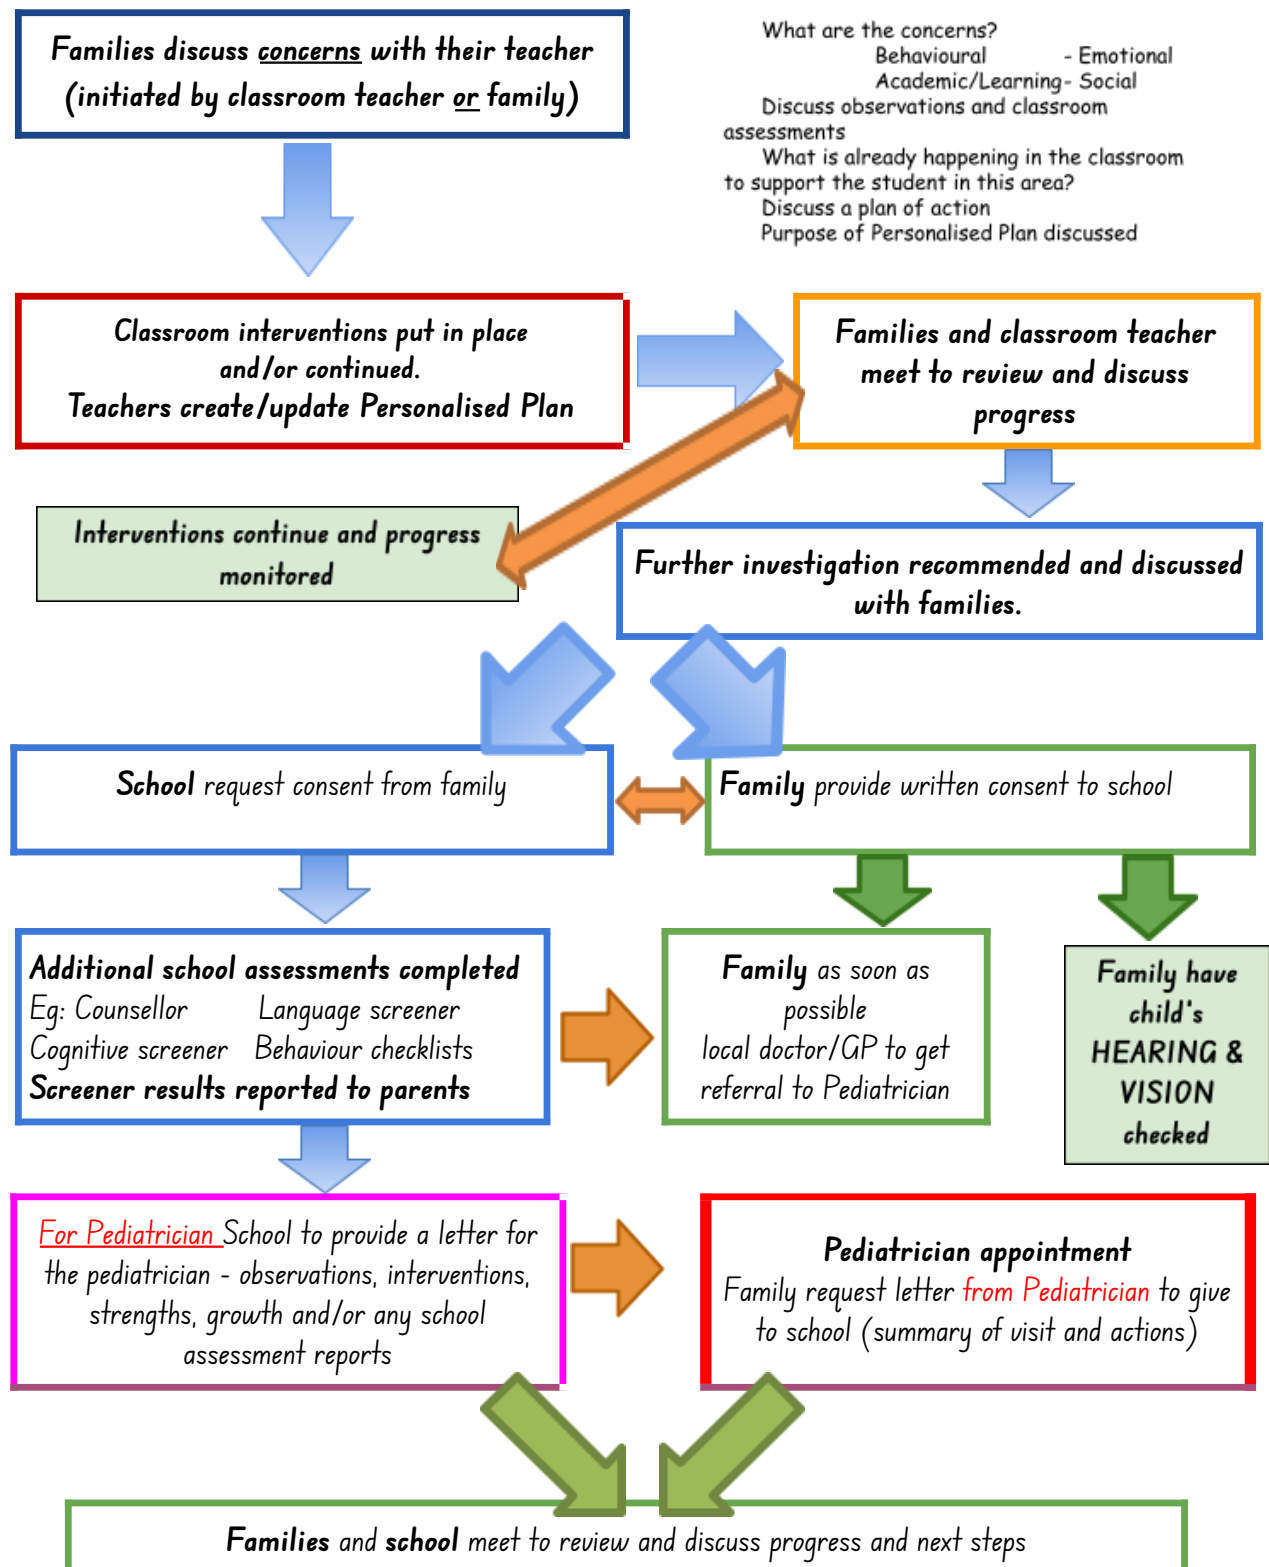 Families discuss concerns with their teacher
(initiated by classroom teacher or family)
What are the concerns?
Behavioural - Emotional
Academic/Learning- Social
Discuss observations and classroom
assessments
What is already happening in the classroom
to support the student in this area?
Discuss a plan of action
Purpose of Personalised Plan discussed
Classroom interventions put in place
and/or continued.
Teachers create/update Personalised Plan
Families and classroom teacher
meet to review and discuss
progress
Interventions continue and progress
monitored
Further investigation recommended and discussed
with families.
School request consent from family
Family provide written consent to school
Additional school assessments completed
Eg: Counsellor Language screener
Cognitive screener Behaviour checklists
Screener results reported to parents
Family as soon as
possible
local doctor/GP to get
referral to Pediatrician
Family have
child's
HEARING &
VISION
checked
For Pediatrician School to provide a letter for
the pediatrician - observations, interventions,
strengths, growth and/or any school
assessment reports
Pediatrician appointment
Family request letter from Pediatrician to give
to school (summary of visit and actions)
Families and school meet to review and discuss progress and next steps